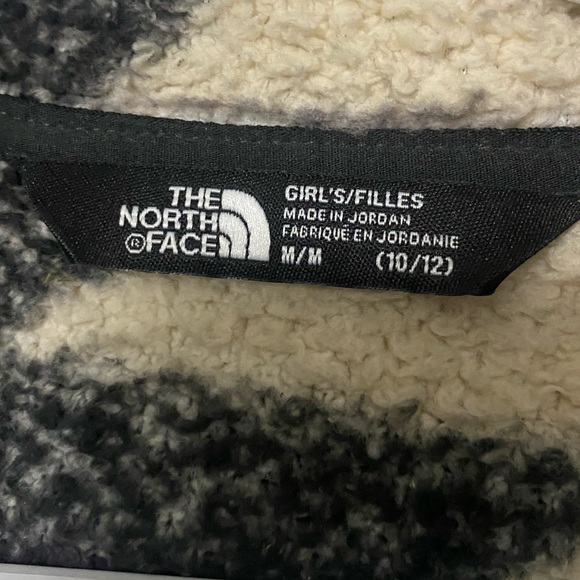 THE
NORTH
® FACE
GIRL'S/FILLES
MADE IN JORDAN
FABRIQUÉ EN JORDANIE
M/M (10/12)